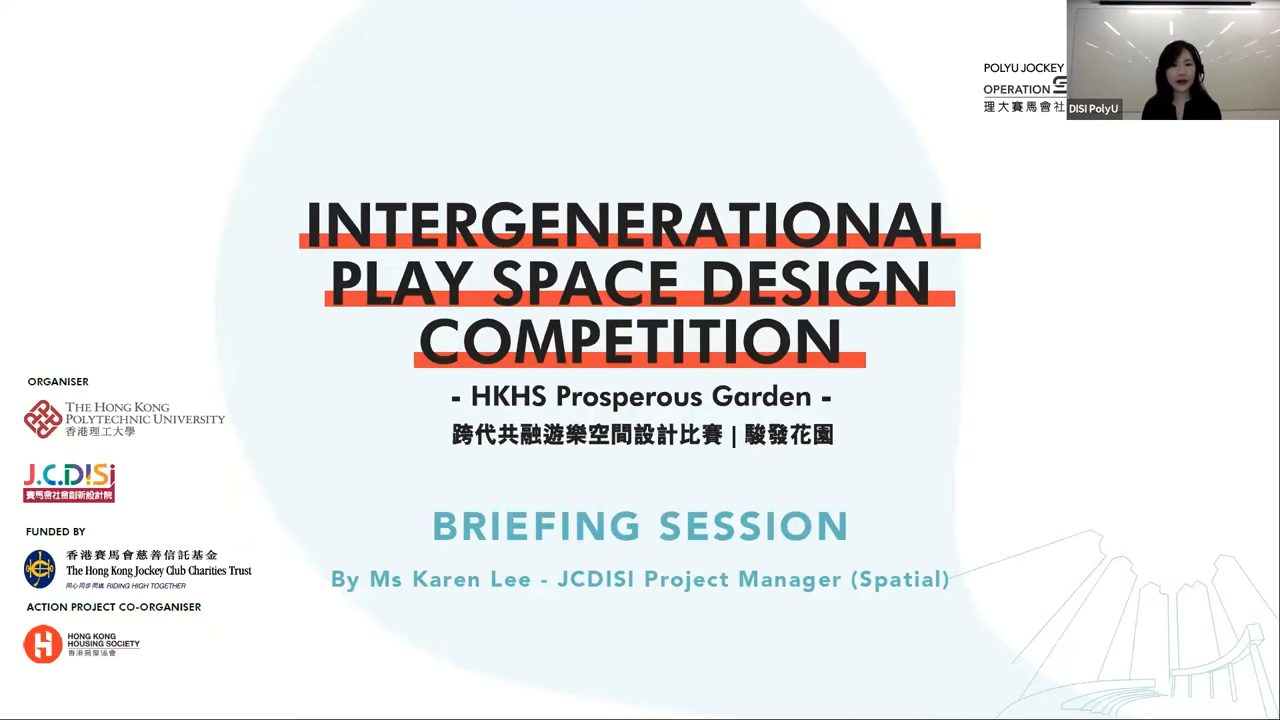 POLYU JOCKEY
OPERATION S
理大賽馬會社
DISI PolyU
INTERGENERATIONAL
PLAY SPACE DESIGN
COMPETITION
- HKHS Prosperous Garden -
跨代共融遊樂空間設計比賽 | 駿發花園
BRIEFING SESSION
By Ms Karen Lee - JCDISI Project Manager (Spatial)
ORGANISER
THE HONG KONG
POLYTECHNIC UNIVERSITY
香港理工大學
J.C.DISI
賽馬會社會創新設計院
FUNDED BY
香港賽馬會慈善信託基金
The Hong Kong Jockey Club Charities Trust
同心同步同進 RIDING HIGH TOGETHER
ACTION PROJECT CO-ORGANISER
HONG KONG
HOUSING SOCIETY
香港房屋協會